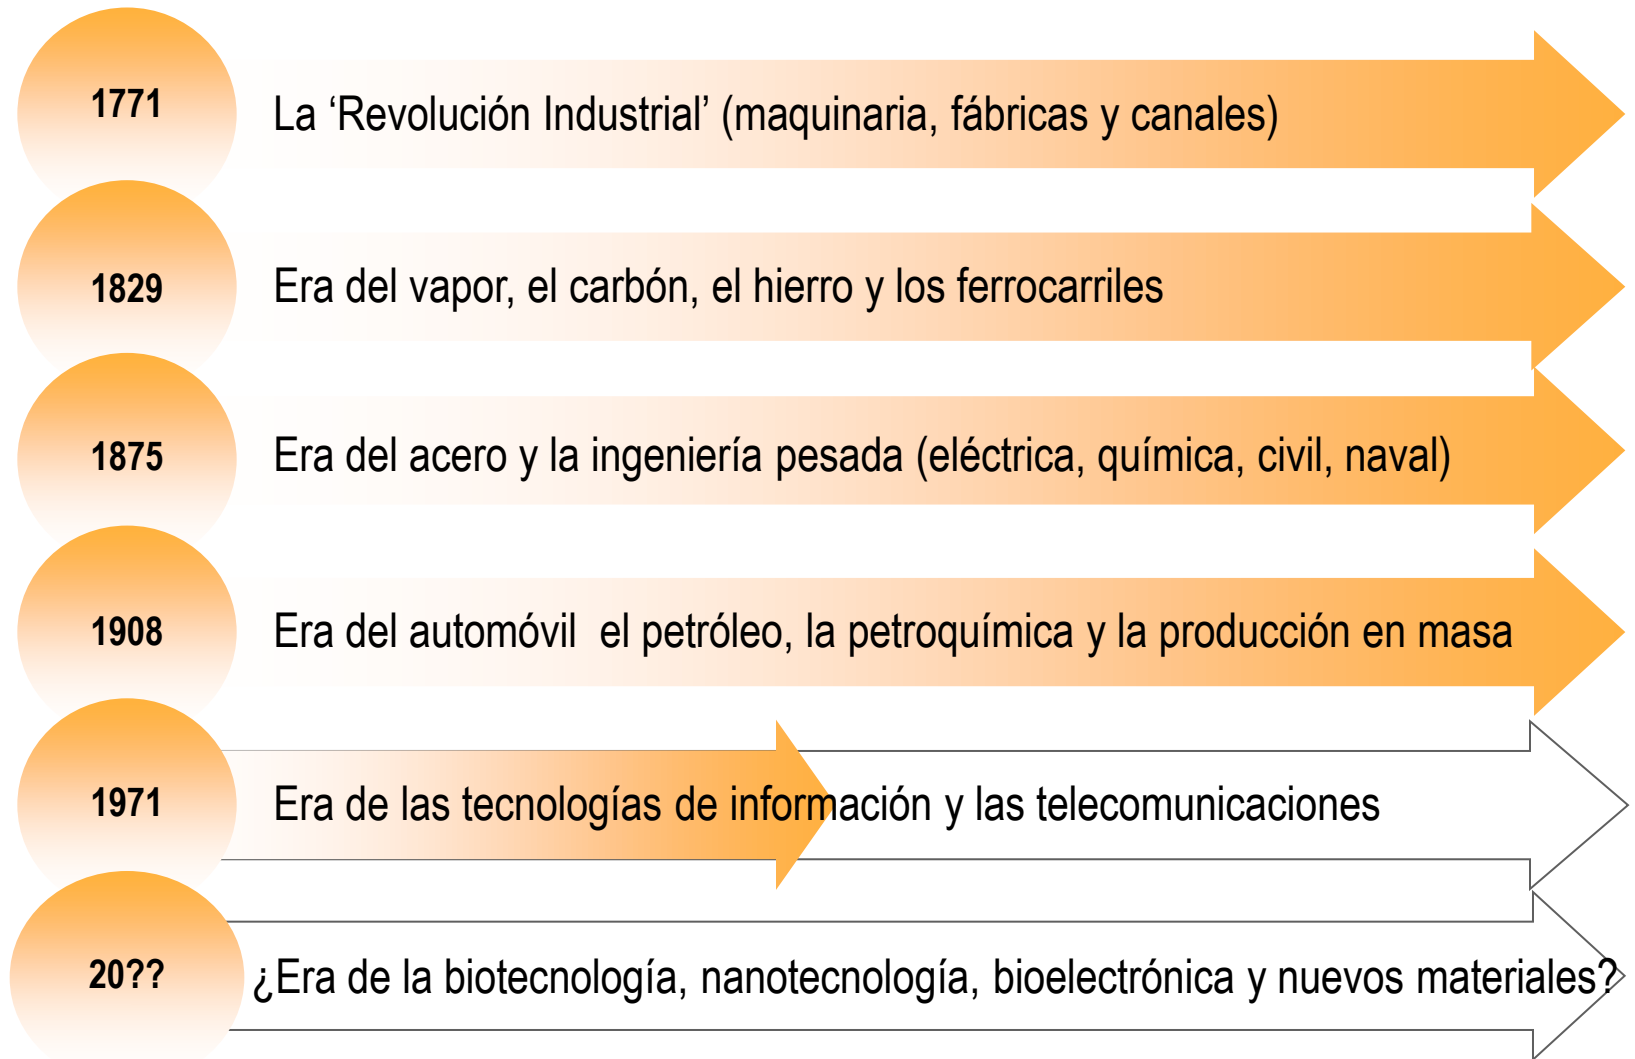 1771
La ‘Revolución Industrial’ (maquinaria, fábricas y canales)
1829
Era del vapor, el carbón, el hierro y los ferrocarriles
1875
Era del acero y la ingeniería pesada (eléctrica, química, civil, naval)
1908
Era del automóvil  el petróleo, la petroquímica y la producción en masa
1971
Era de las tecnologías de información y las telecomunicaciones
20??
¿Era de la biotecnología, nanotecnología, bioelectrónica y nuevos materiales?